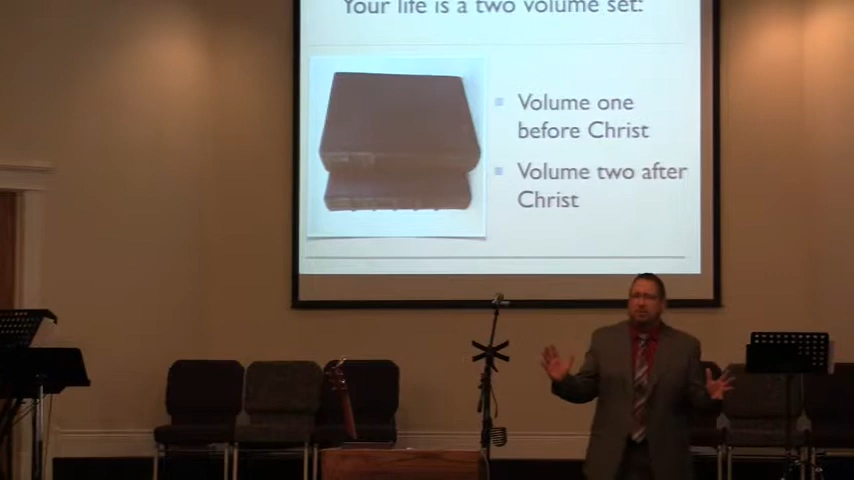 Your life is a two volume set:
Volume one
before Christ
Volume two after
Christ